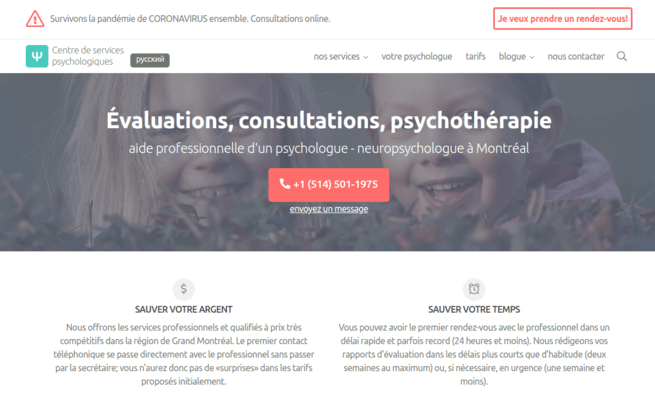 Survivons la pandémie de CORONAVIRUS ensemble. Consultations online.
Je veux prendre un rendez-vous!
Centre de services
psychologiques
русский
nos services
votre psychologue
tarifs
blogue
nous contacter
Évaluations, consultations, psychothérapie
aide professionnelle d'un psychologue - neuropsychologue à Montréal
+1 (514) 501-1975
envoyez un message
$
SAUVER VOTRE ARGENT
Nous offrons les services professionnels et qualifiés à prix très
compétitifs dans la région de Grand Montréal. Le premier contact
téléphonique se passe directement avec le professionnel sans passer
par la secrétaire; vous n'aurez donc pas de «surprises» dans les tarifs
proposés initialement.
SAUVER VOTRE TEMPS
Vous pouvez avoir le premier rendez-vous avec le professionnel dans un
délai rapide et parfois record (24 heures et moins). Nous rédigeons vos
rapports d'évaluation dans les délais plus courts que d'habitude (deux
semaines au maximum) ou, si nécessaire, en urgence (une semaine et
moins).